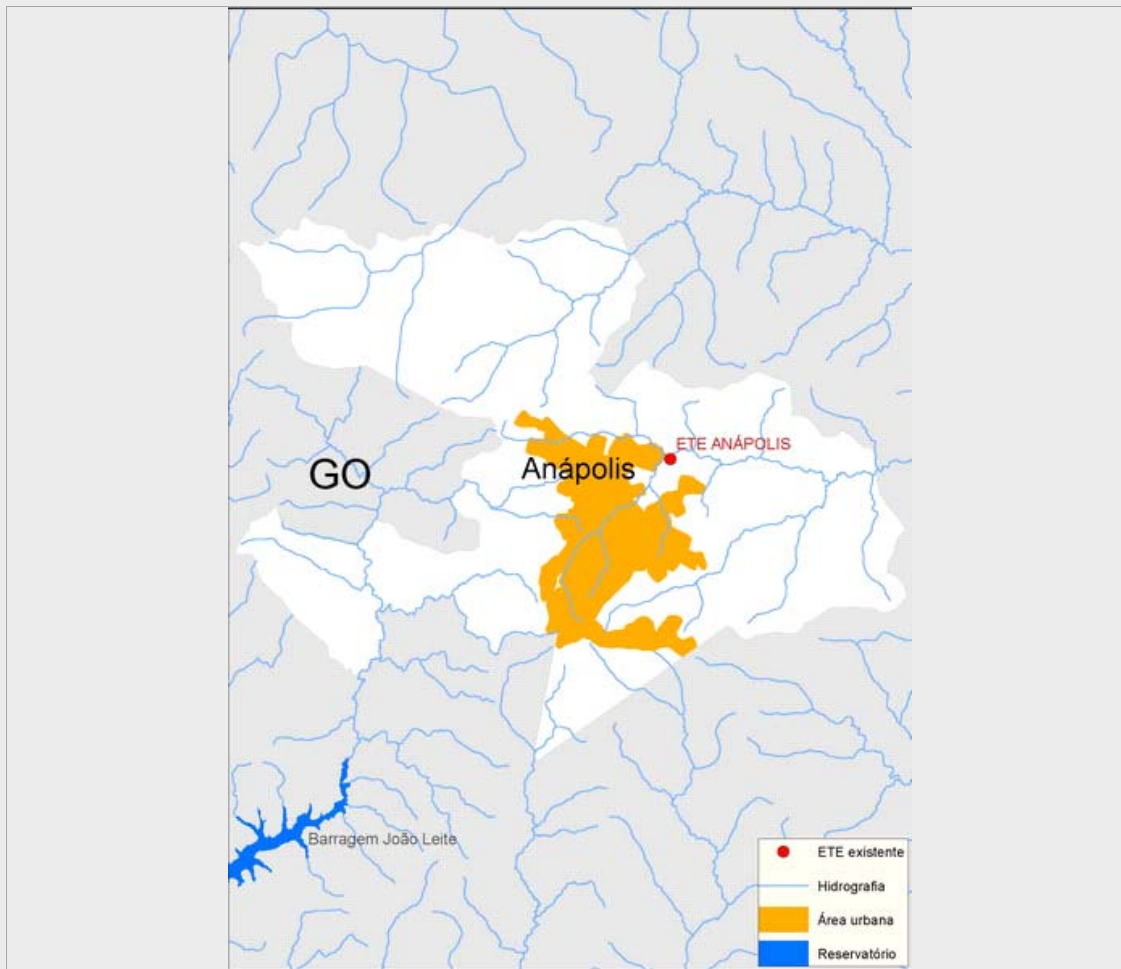 ETE ANÁPOLIS
Anápolis
GO
Barragem João Leite
ETE existente
Hidrografia
Área urbana
Reservatório